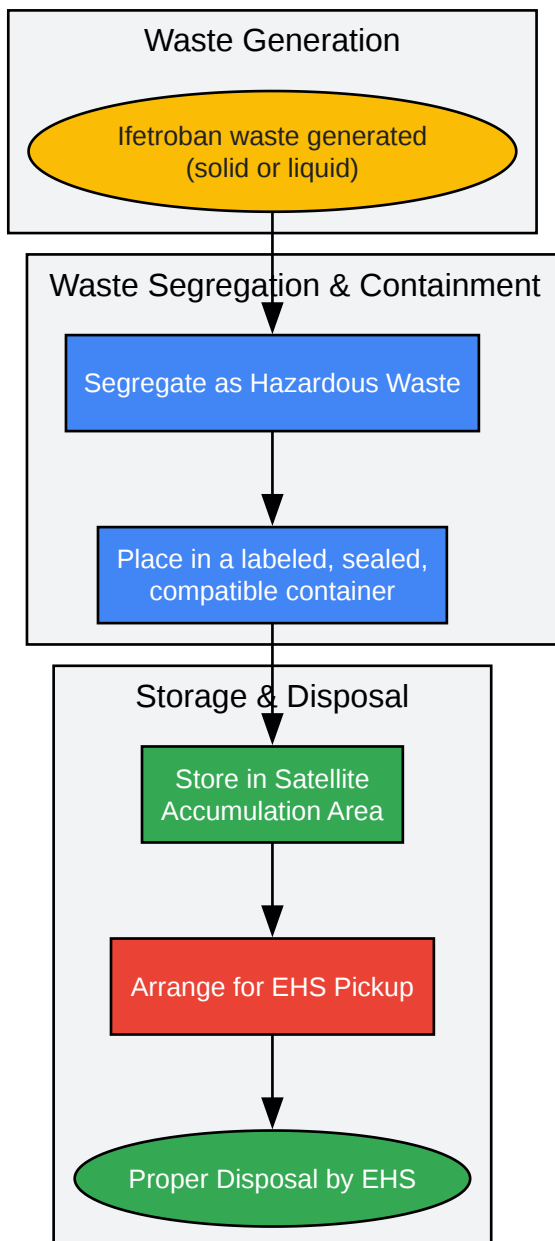 Waste Generation
Ifetroban waste generated
(solid or liquid)
Waste Segregation & Containment
Segregate as Hazardous Waste
Place in a labeled, sealed,
compatible container
Storage & Disposal
Store in Satellite
Accumulation Area
Arrange for EHS Pickup
Proper Disposal by EHS